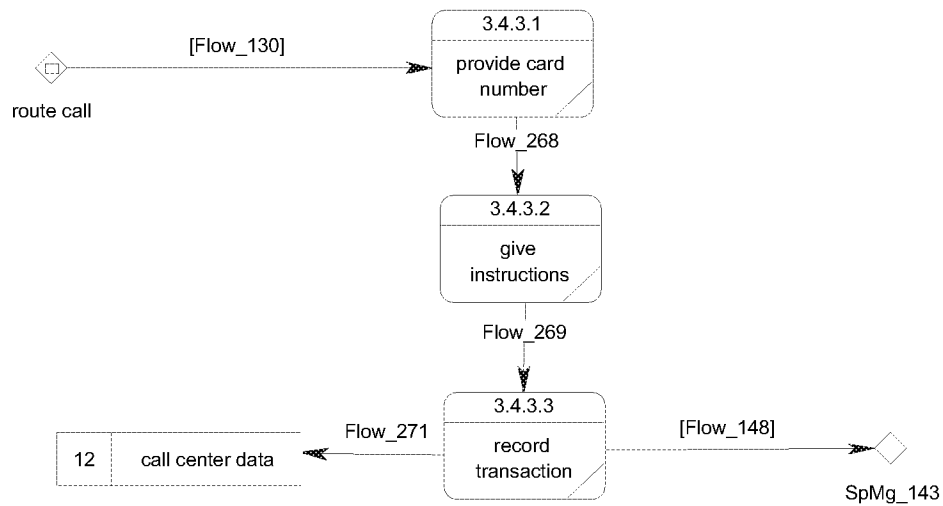 3.4.3.1
[Flow_130]
provide card
number
route call
Flow_268
3.4.3.2
give
instructions
Flow_269
3.4.3.3
Flow_271
[Flow_148]
record
transaction
12 call center data
SpMg_143